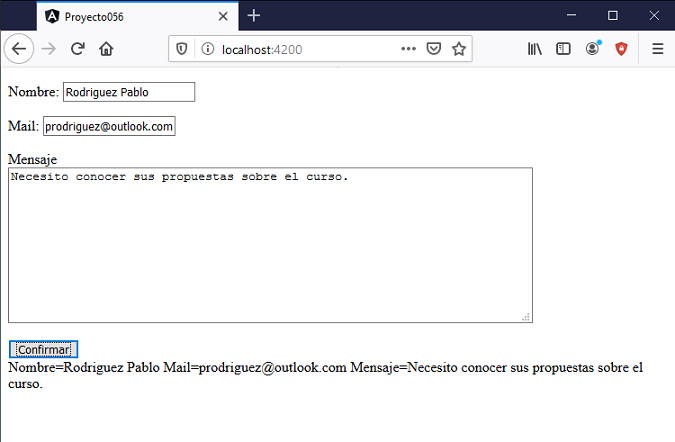 Proyecto056
localhost:4200
Nombre: Rodriguez Pablo
Mail: prodriguez@outlook.com
Mensaje
Necesito conocer sus propuestas sobre el curso.
Confirmar
Nombre=Rodriguez Pablo Mail=prodriguez@outlook.com Mensaje=Necesito conocer sus propuestas sobre el
curso.